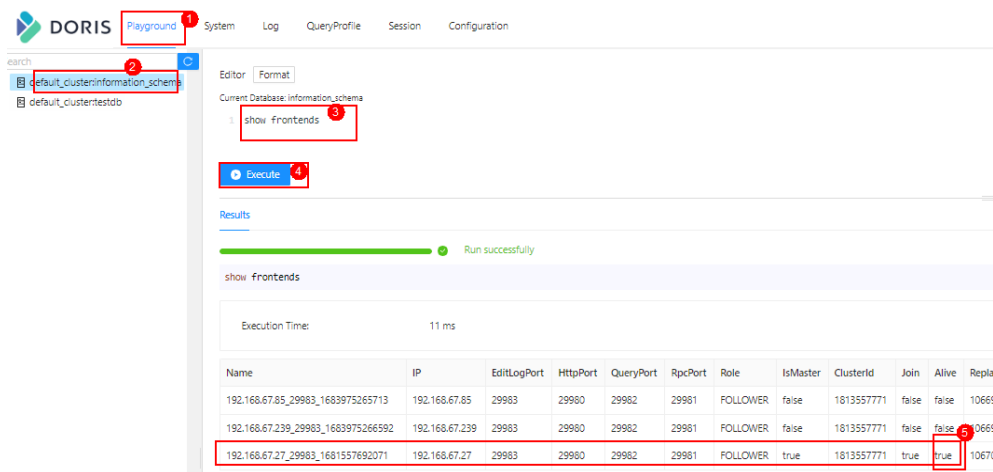 DORIS Playground 1 System Log QueryProfile Session Configuration
earch
2
default_cluster:information_schema
default_cluster:testdb
Editor Format
Current Database: information_schema
1 show frontends 3
Execute 4
Results
Run successfully
show frontends
Execution Time: 11 ms
Name IP EditLogPort HttpPort QueryPort RpcPort Role IsMaster ClusterId Join Alive Repla
192.168.67.85_29983_1683975265713 192.168.67.85 29983 29980 29982 29981 FOLLOWER false 1813557771 false false 10669
192.168.67.239_29983_1683975266592 192.168.67.239 29983 29980 29982 29981 FOLLOWER false 1813557771 false false 10669
5
192.168.67.27_29983_1681557692071 192.168.67.27 29983 29980 29982 29981 FOLLOWER true 1813557771 true true 10670